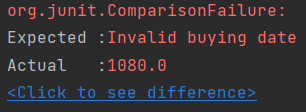 org.junit.ComparisonFailure:
Expected :Invalid buying date
Actual   :1080.0
<Click to see difference>